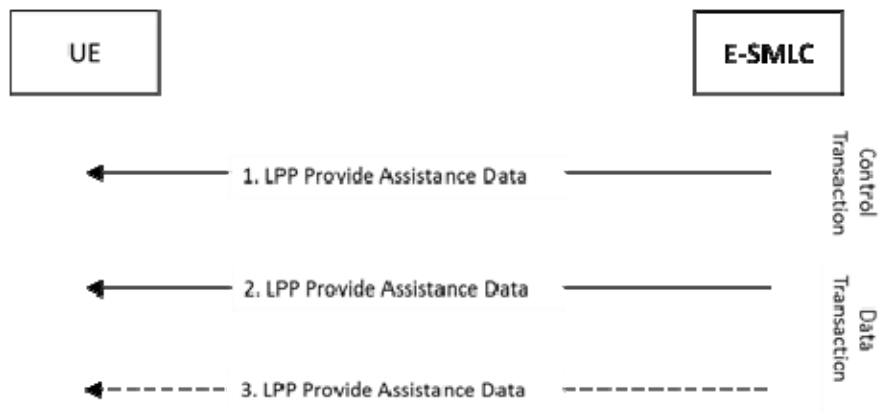 UE
E-SMLC
1. LPP Provide Assistance Data
Control
Transaction
2. LPP Provide Assistance Data
Data
Transaction
3. LPP Provide Assistance Data